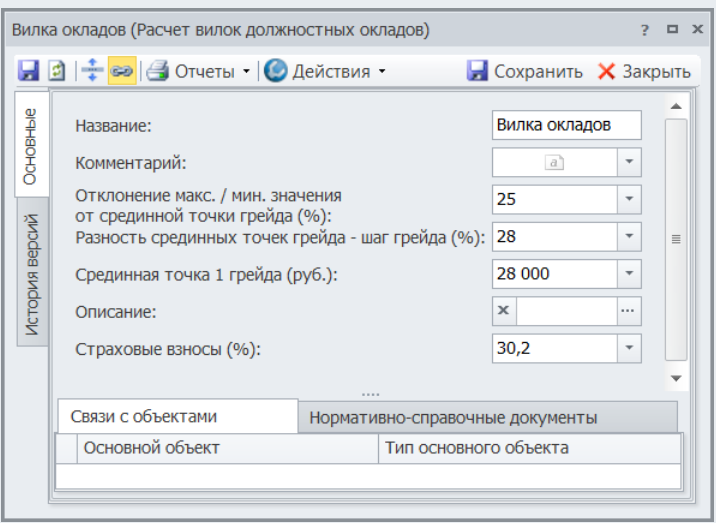 Вилка окладов (Расчет вилок должностных окладов)
Отчеты Действия Сохранить Закрыть
Основные
История версий
Название: Вилка окладов
Комментарий:
Отклонение макс. / мин. значения
от срединной точки грейда (%): 25
Разность срединных точек грейда - шаг грейда (%): 28
Срединная точка 1 грейда (руб.): 28 000
Описание:
Страховые взносы (%): 30,2
Связи с объектами Нормативно-справочные документы
Основной объект Тип основного объекта